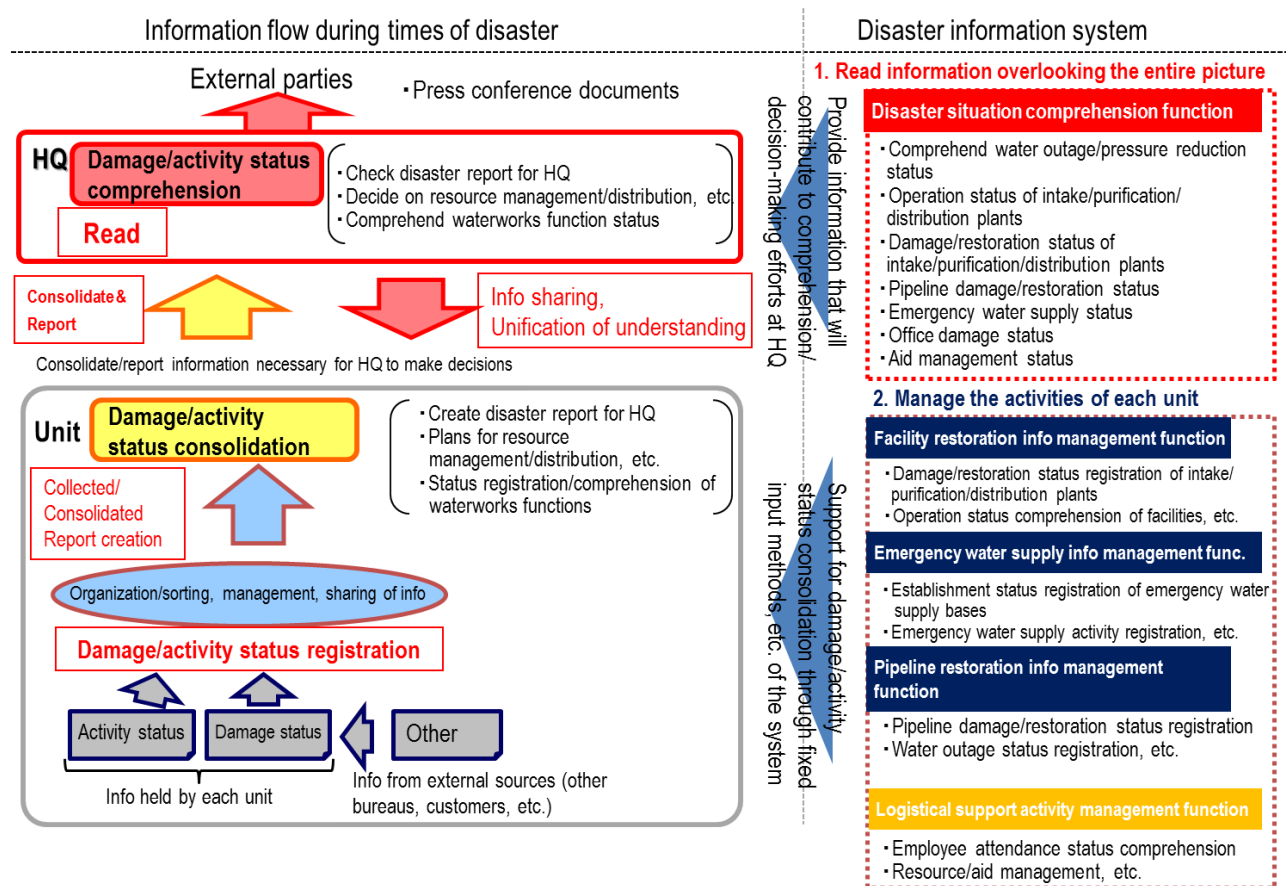 Information flow during times of disaster
Disaster information system
External parties
・Press conference documents
HQ
Damage/activity status
comprehension
Read
・Check disaster report for HQ
・Decide on resource management/distribution, etc.
・Comprehend waterworks function status
Consolidate &
Report
Info sharing,
Unification of understanding
Consolidate/report information necessary for HQ to make decisions
Unit
Damage/activity
status consolidation
・Create disaster report for HQ
・Plans for resource
management/distribution, etc.
・Status registration/comprehension of
waterworks functions
Collected/
Consolidated
Report creation
Organization/sorting, management, sharing of info
Damage/activity status registration
Activity status
Damage status
Other
Info held by each unit
Info from external sources (other
bureaus, customers, etc.)
Provide information that will
contribute to comprehension/
decision-making efforts at HQ
Support for damage/activity
status consolidation through fixed
input methods, etc. of the system
1. Read information overlooking the entire picture
Disaster situation comprehension function
・Comprehend water outage/pressure reduction
status
・Operation status of intake/purification/
distribution plants
・Damage/restoration status of
intake/purification/distribution plants
・Pipeline damage/restoration status
・Emergency water supply status
・Office damage status
・Aid management status
2. Manage the activities of each unit
Facility restoration info management function
・Damage/restoration status registration of intake/
purification/distribution plants
・Operation status comprehension of facilities, etc.
Emergency water supply info management func.
・Establishment status registration of emergency water
supply bases
・Emergency water supply activity registration, etc.
Pipeline restoration info management
function
・Pipeline damage/restoration status registration
・Water outage status registration, etc.
Logistical support activity management function
・Employee attendance status comprehension
・Resource/aid management, etc.